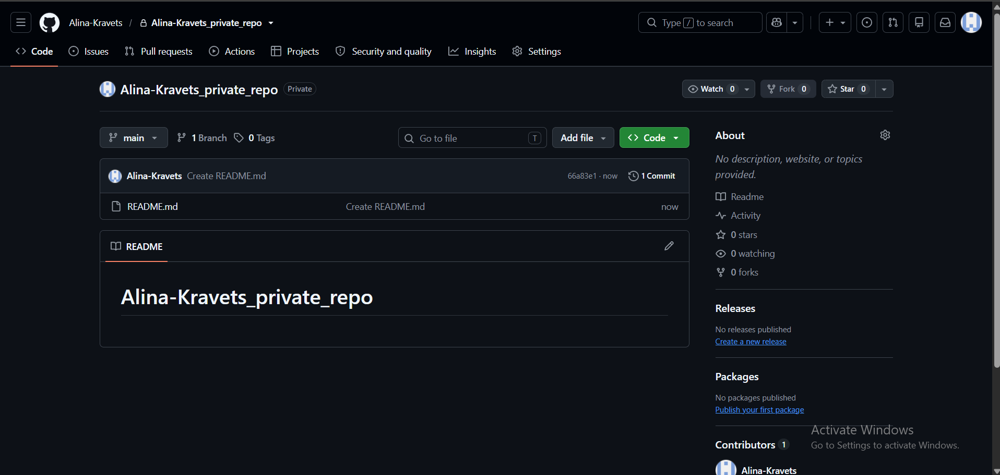 Alina-Kravets / Alina-Kravets_private_repo
Type / to search
Code Issues Pull requests Actions Projects Security and quality Insights Settings
Alina-Kravets_private_repo Private
Watch 0 Fork 0 Star 0
main 1 Branch 0 Tags
Go to file T Add file Code
Alina-Kravets Create README.md 66a83e1 · now 1 Commit
README.md Create README.md now
README
Alina-Kravets_private_repo
About
No description, website, or topics
provided.
Readme
Activity
0 stars
0 watching
0 forks
Releases
No releases published
Create a new release
Packages
No packages published
Publish your first package
Contributors 1
Alina-Kravets
Activate Windows
Go to Settings to activate Windows.